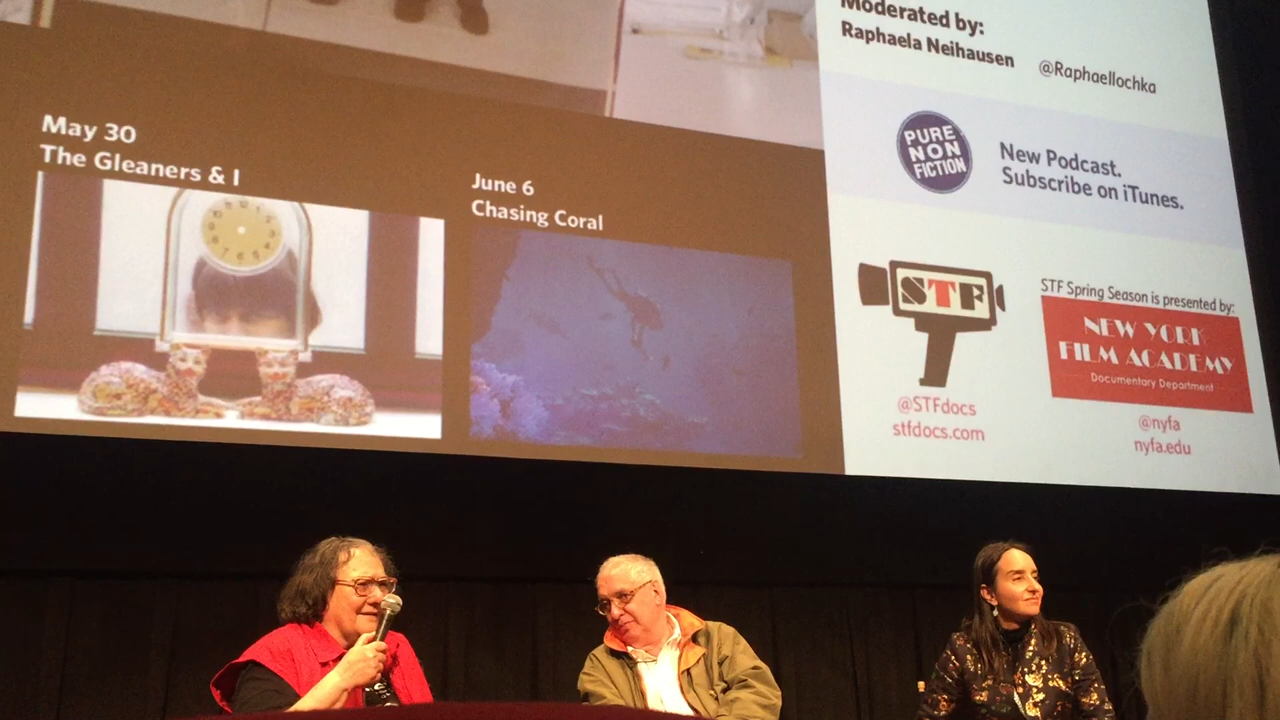 Moderated by:
Raphaela Neihausen @Raphaellochka
May 30
The Gleaners & I
June 6
Chasing Coral
PURE
NON
FICTION
New Podcast.
Subscribe on iTunes.
STF
@STFdocs
stfdocs.com
STF Spring Season is presented by:
NEW YORK
FILM ACADEMY
Documentary Department
@nyfa
nyfa.edu